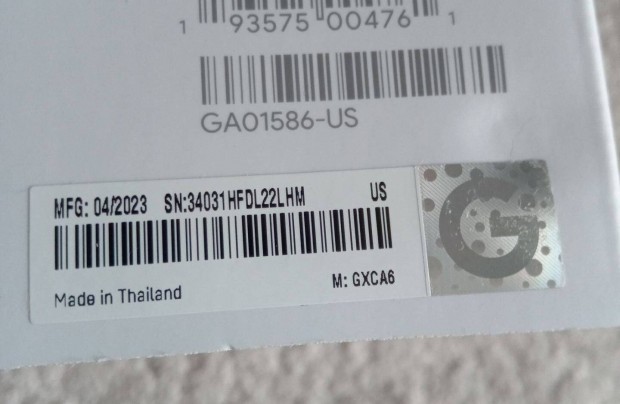 1 93575 00476 1
GA01586-US
MFG: 04/2023 SN:34031HFDL22LHM US
M: GXCA6
Made in Thailand
G